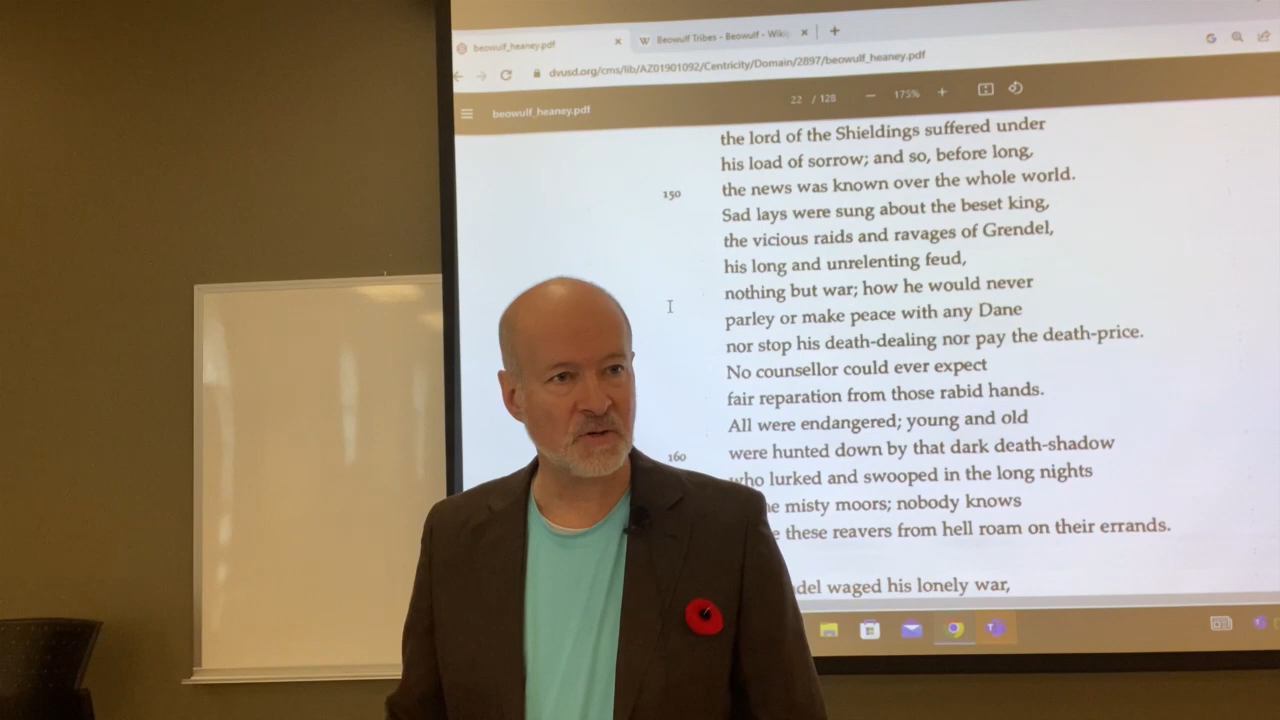 beowulf_heaney.pdf
Beowulf Tribes - Beowulf - Wiki
dvusd.org/cms/lib/AZ01901092/Centricity/Domain/2897/beowulf_heaney.pdf
beowulf_heaney.pdf
22 / 128
175%
the lord of the Shieldings suffered under
his load of sorrow; and so, before long,
150 the news was known over the whole world.
Sad lays were sung about the beset king,
the vicious raids and ravages of Grendel,
his long and unrelenting feud,
nothing but war; how he would never
parley or make peace with any Dane
nor stop his death-dealing nor pay the death-price.
No counsellor could ever expect
fair reparation from those rabid hands.
All were endangered; young and old
160 were hunted down by that dark death-shadow
who lurked and swooped in the long nights
misty moors; nobody knows
these reavers from hell roam on their errands.
del waged his lonely war,